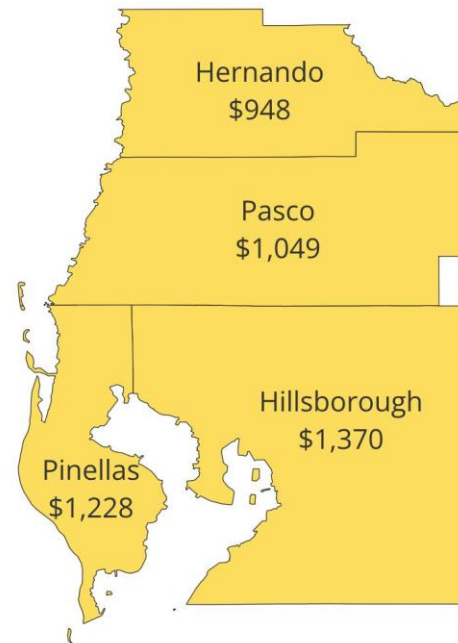 Hernando
$948
Pasco
$1,049
Hillsborough
$1,370
Pinellas
$1,228